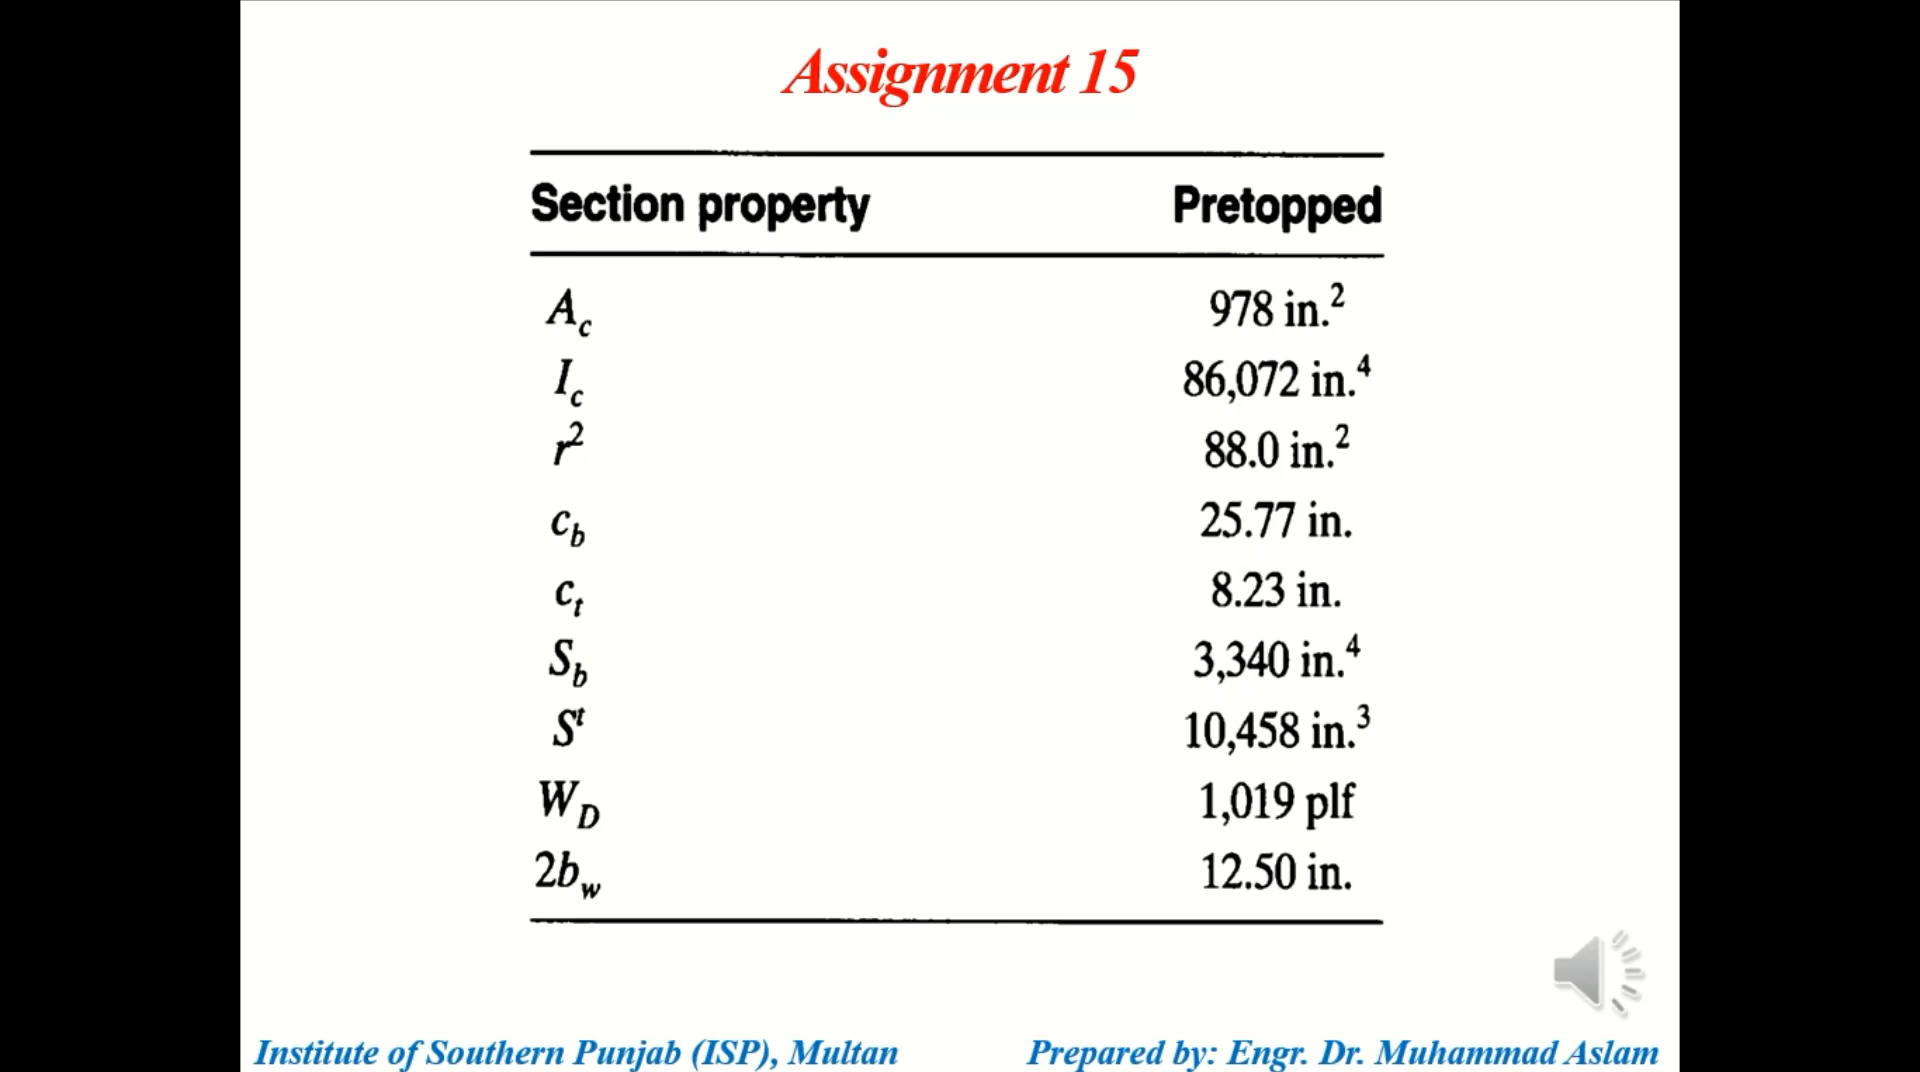 Assignment 15
Section property Pretopped
A_c 978 in.²
I_c 86,072 in.⁴
r² 88.0 in.²
c_b 25.77 in.
c_t 8.23 in.
S_b 3,340 in.⁴
Sᵗ 10,458 in.³
W_D 1,019 plf
2b_w 12.50 in.
Institute of Southern Punjab (ISP), Multan Prepared by: Engr. Dr. Muhammad Aslam